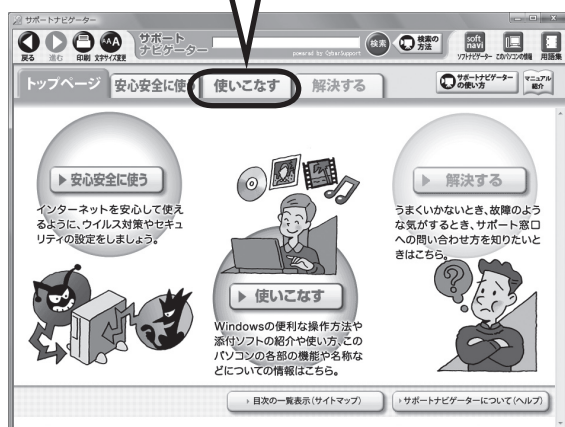 サポートナビゲーター
戻る 進む 印刷 文字サイズ変更
サポート
ナビゲーター
powered by CyberSupport
検索
検索の
方法
soft
navi
ソフトナビゲーター このパソコンの情報 用語集
トップページ 安心安全に使う 使いこなす 解決する
サポートナビゲーター
の使い方
マニュアル
紹介
安心安全に使う
インターネットを安心して使え
るように、ウイルス対策やセキュ
リティの設定をしましょう。
使いこなす
Windowsの便利な操作方法や
添付ソフトの紹介や使い方、この
パソコンの各部の機能や名称な
どについての情報はこちら。
解決する
うまくいかないとき、故障のよう
な気がするとき、サポート窓口
への問い合わせ方を知りたいと
きはこちら。
目次の一覧表示(サイトマップ)
サポートナビゲーターについて(ヘルプ)